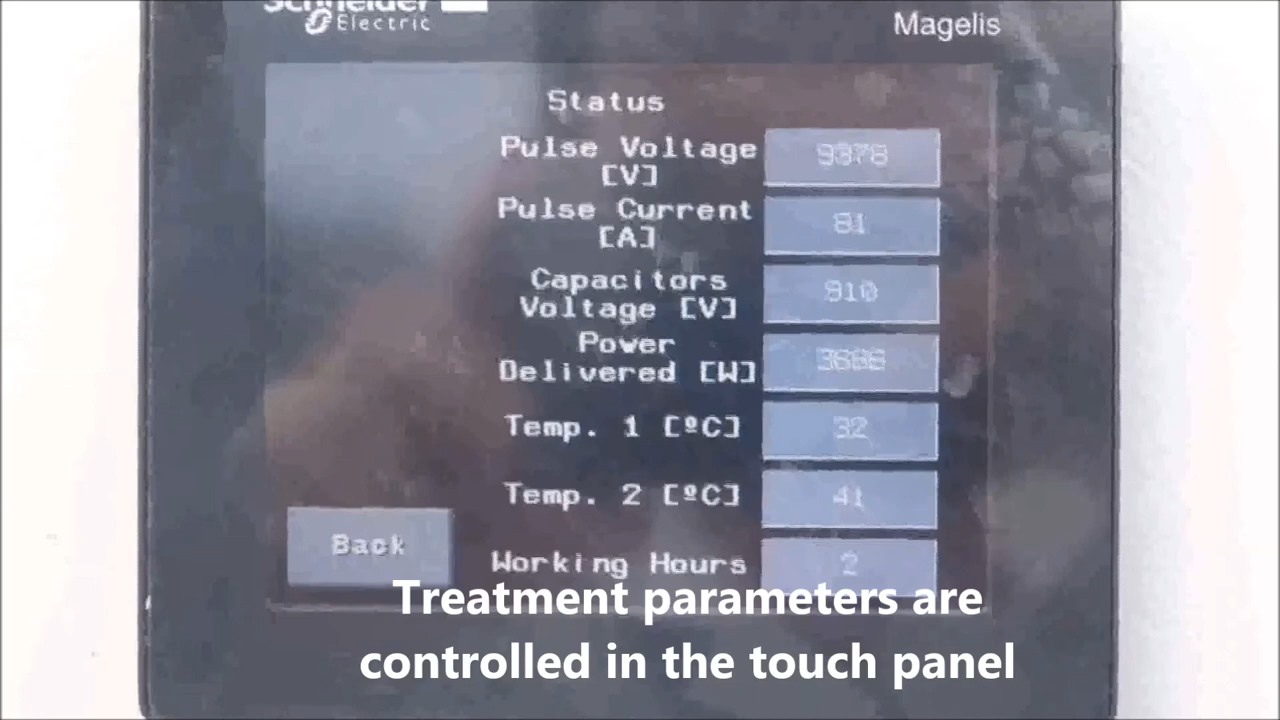 Schneider
Electric
Magelis
Status
Pulse Voltage
[V]
9378
Pulse Current
[A]
81
Capacitors
Voltage [V]
910
Power
Delivered [W]
Temp. 1 [ºC]
32
Temp. 2 [ºC]
41
Back
Working Hours
2
Treatment parameters are
controlled in the touch panel